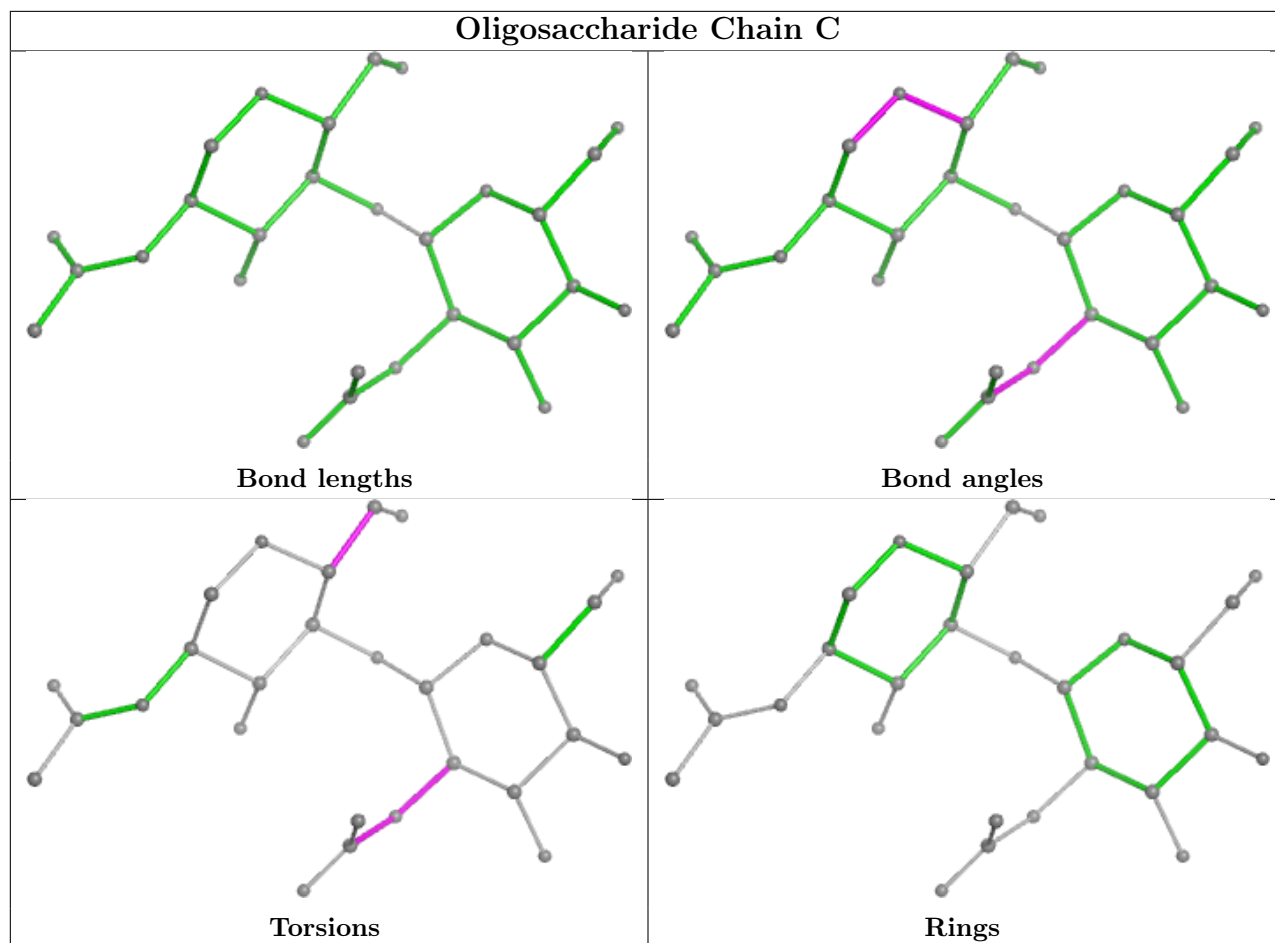 Oligosaccharide Chain C
Bond lengths
Bond angles
Torsions
Rings